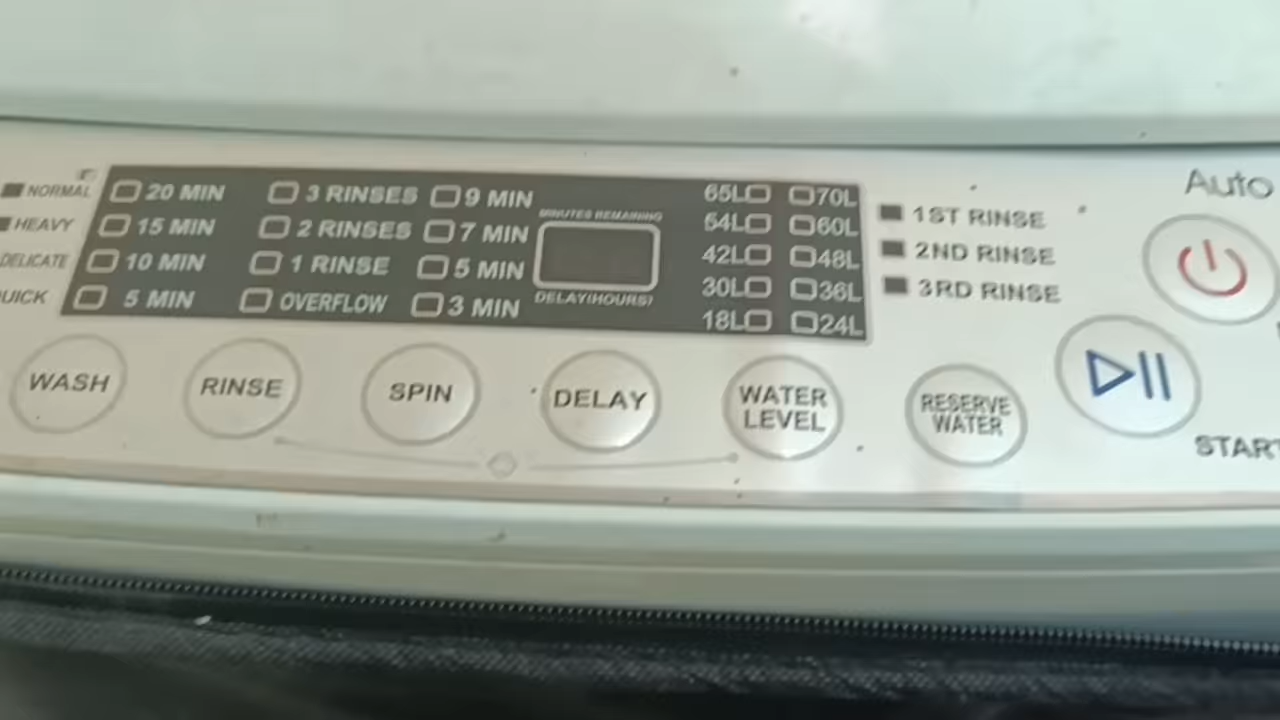 Auto
NORMAL 20 MIN 3 RINSES 9 MIN MINUTES REMAINING 65L 70L 1ST RINSE
HEAVY 15 MIN 2 RINSES 7 MIN 54L 60L 2ND RINSE
DELICATE 10 MIN 1 RINSE 5 MIN 42L 48L 3RD RINSE
UICK 5 MIN OVERFLOW 3 MIN DELAY(HOURS) 30L 36L
18L 24L
WASH RINSE SPIN DELAY WATER LEVEL RESERVE WATER
START